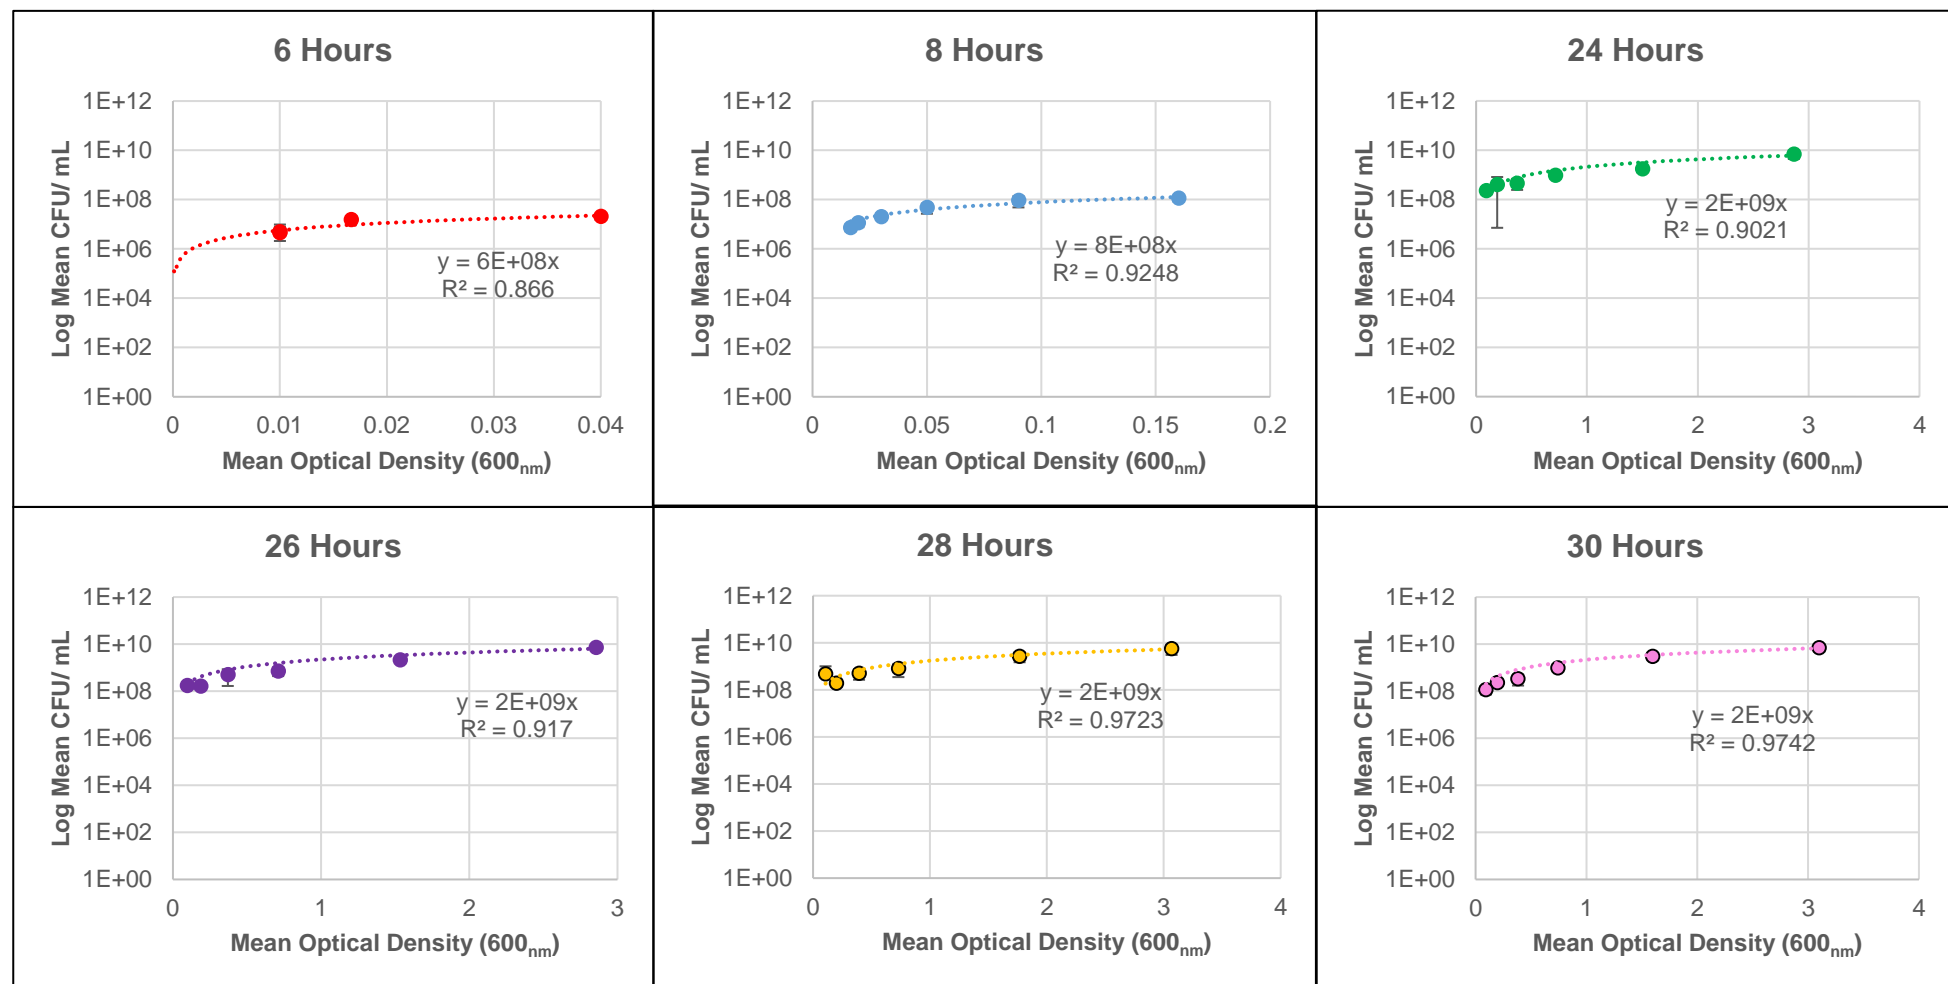 6 Hours
Log Mean CFU/ mL
1E+12
1E+10
1E+08
1E+06
1E+04
1E+02
1E+00
y = 6E+08x
R² = 0.866
0 0.01 0.02 0.03 0.04
Mean Optical Density (600nm)
8 Hours
Log Mean CFU/ mL
1E+12
1E+10
1E+08
1E+06
1E+04
1E+02
1E+00
y = 8E+08x
R² = 0.9248
0 0.05 0.1 0.15 0.2
Mean Optical Density (600nm)
24 Hours
Log Mean CFU/ mL
1E+12
1E+10
1E+08
1E+06
1E+04
1E+02
1E+00
y = 2E+09x
R² = 0.9021
0 1 2 3 4
Mean Optical Density (600nm)
26 Hours
Log Mean CFU/ mL
1E+12
1E+10
1E+08
1E+06
1E+04
1E+02
1E+00
y = 2E+09x
R² = 0.917
0 1 2 3
Mean Optical Density (600nm)
28 Hours
Log Mean CFU/ mL
1E+12
1E+10
1E+08
1E+06
1E+04
1E+02
1E+00
y = 2E+09x
R² = 0.9723
0 1 2 3 4
Mean Optical Density (600nm)
30 Hours
Log Mean CFU/ mL
1E+12
1E+10
1E+08
1E+06
1E+04
1E+02
1E+00
y = 2E+09x
R² = 0.9742
0 1 2 3 4
Mean Optical Density (600nm)